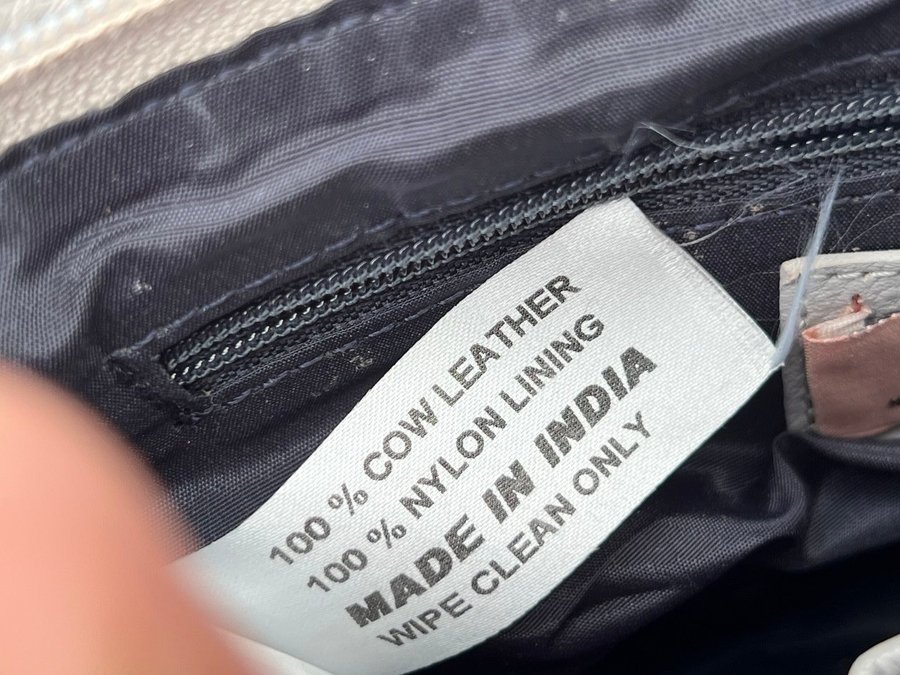 100 % COW LEATHER
100 % NYLON LINING
MADE IN INDIA
WIPE CLEAN ONLY